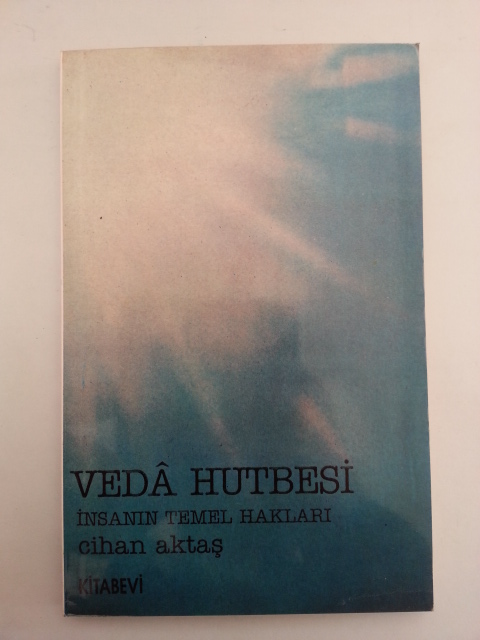 VEDÂ HUTBESİ
İNSANIN TEMEL HAKLARI
cihan aktaş
KİTABEVİ